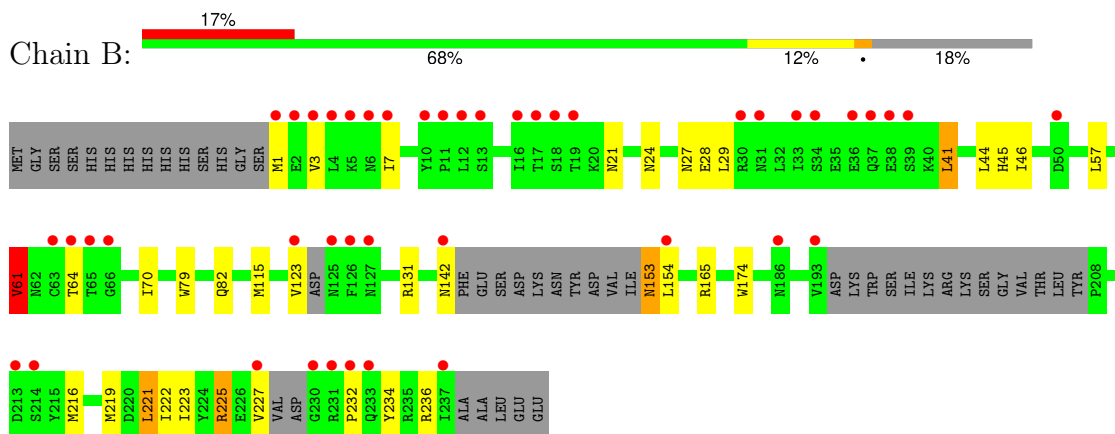 17%
Chain B:
68% 12% • 18%
MET GLY SER SER HIS HIS HIS HIS HIS HIS SER HIS GLY SER M1 E2 V3 L4 K5 N6 I7 Y10 P11 L12 S13 I16 T17 S18 T19 K20 N21 N24 N27 E28 L29 R30 N31 L32 I33 S34 E35 E36 Q37 E38 S39 K40 L41 L44 H45 I46 D50 L57
V61 N62 C63 T64 T65 G66 I70 W79 Q82 M115 V123 ASP N125 F126 N127 R131 N142 PHE GLU SER ASP LYS ASN TYR ASP VAL ILE N153 L154 R165 W174 N186 V193 ASP LYS TRP SER ILE LYS ARG LYS SER GLY VAL THR LEU TYR P208
D213 S214 Y215 M216 M219 D220 L221 I222 I223 Y224 R225 E226 V227 VAL ASP G230 R231 P232 Q233 Y234 R235 R236 I237 ALA ALA LEU GLU GLU